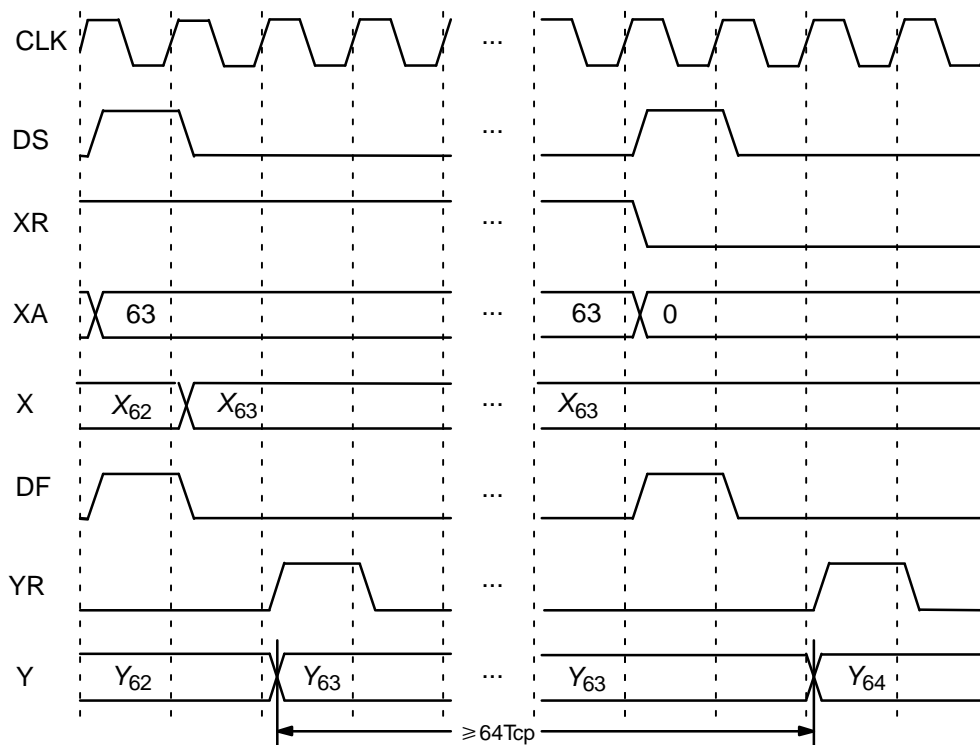 CLK ...
DS ...
XR ...
XA 63 ... 63 0
X X62 X63 ... X63
DF ...
YR ...
Y Y62 Y63 ... Y63 Y64
≥64Tcp